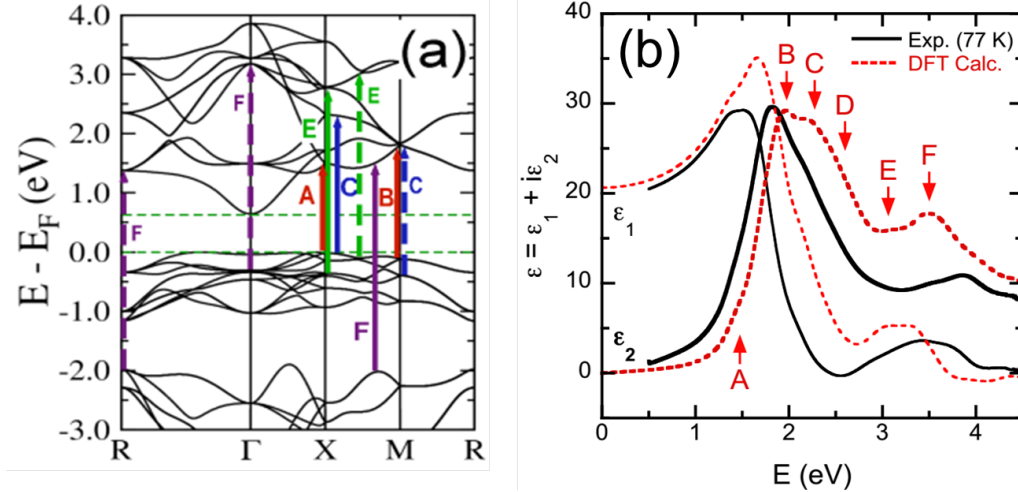 (a)
E - E_F (eV)
4.0
3.0
2.0
1.0
0.0
-1.0
-2.0
-3.0
R Γ X M R
F
F
A
E
C
E
F
B
C
(b)
Exp. (77 K)
DFT Calc.
ε = ε₁ + iε₂
40
30
20
10
0
0 1 2 3 4
E (eV)
ε₁
ε₂
A
B
C
D
E
F